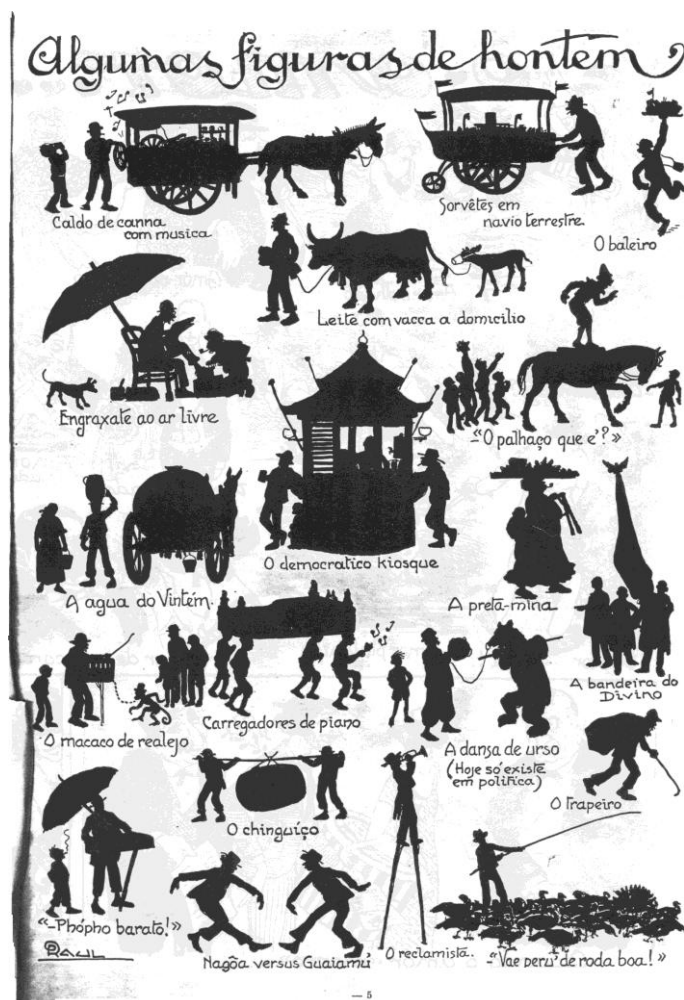 Algumas figuras de hontem
Caldo de canna
com musica
Sorvêtes em
navio terrestre.
O baleiro
Leite com vacca a domicilio
Engraxate ao ar livre
-"O palhaço que e'?»
O democratico kiosque
A agua do Vintém.
A preta-mina
A bandeira do
Divino
O macaco de realejo
Carregadores de piano
A dansa de urso
(Hoje só existe
em politica)
O Trapeiro
O chinguiço
«-Phópho barato!»
RAUL
Nagôa versus Guaiamú
O reclamista.
-"Vae perú de roda boa!»
— 5